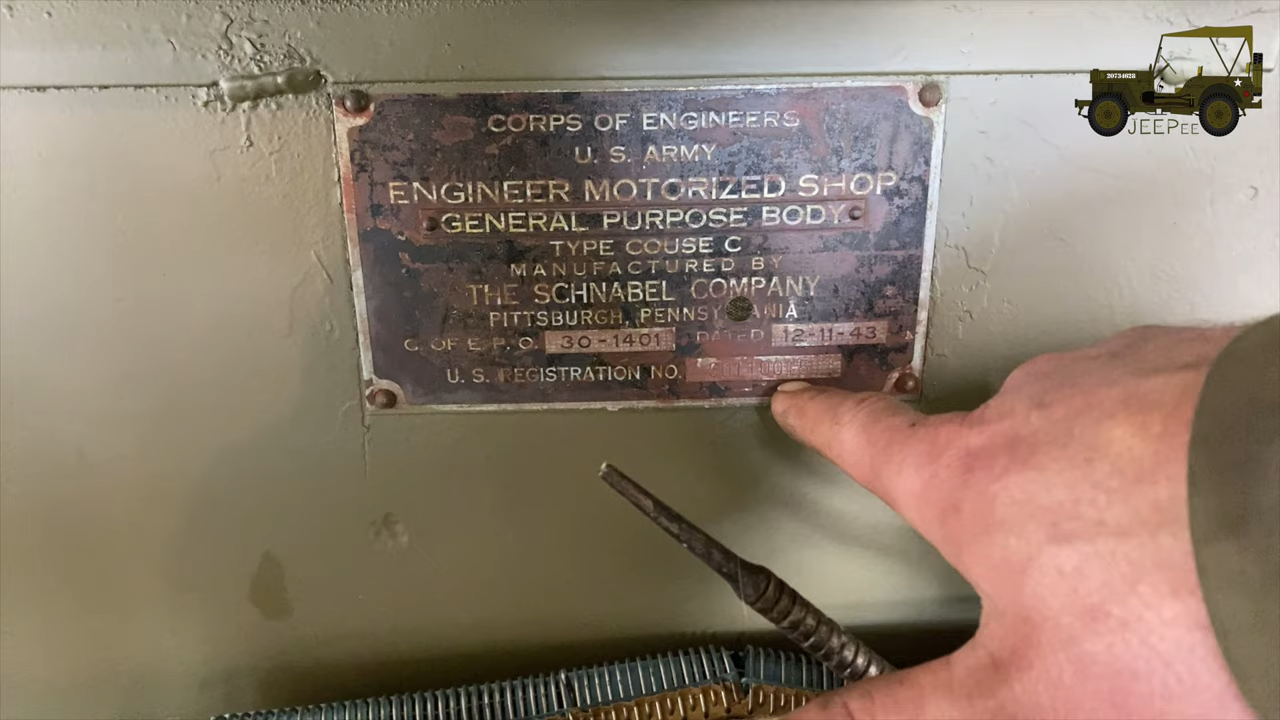 CORPS OF ENGINEERS
U. S. ARMY
ENGINEER MOTORIZED SHOP
GENERAL PURPOSE BODY
TYPE COUSE C
MANUFACTURED BY
THE SCHNABEL COMPANY
PITTSBURGH,
C. OF E. P. O. 30-1401 DATED 12-11-43
U. S. REGISTRATION NO.
20734628
JEEPEE